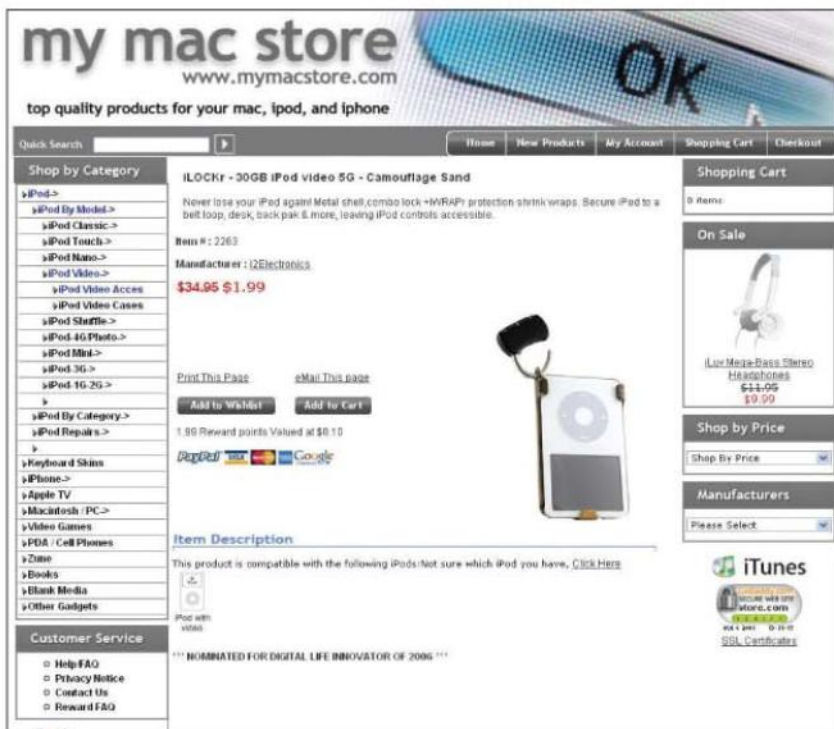 my mac store
www.mymacstore.com
top quality products for your mac, ipod, and iphone
OK
Quick Search
Home
New Products
My Account
Shopping Cart
Checkout
Shop by Category
iPod->
iPod By Model->
iPod Classic->
iPod Touch->
iPod Nano->
iPod Video->
iPod Video Acces
iPod Video Cases
iPod Shuffle->
iPod-4G/Photo->
iPod Mini->
iPod-3G->
iPod-1G-2G->
iPod By Category->
iPod Repairs->
Keyboard Skins
iPhone->
Apple TV
Macintosh / PC->
Video Games
PDA / Cell Phones
Zune
Books
Blank Media
Other Gadgets
Customer Service
Help FAQ
Privacy Notice
Contact Us
Reward FAQ
iLOCKr - 30GB iPod video 5G - Camouflage Sand
Never lose your iPod again! Metal shell,combo lock +iWRAPr protection shrink wraps. Secure iPod to a
belt loop, desk, back pak & more, leaving iPod controls accessible.
Item # : 2263
Manufacturer : i2Electronics
$34.95 $1.99
Print This Page
eMail This page
Add to Wishlist
Add to Cart
1.99 Reward points Valued at $0.10
PayPal VISA Google
Item Description
This product is compatible with the following iPods:Not sure which iPod you have, Click Here
iPod with
video
*** NOMINATED FOR DIGITAL LIFE INNOVATOR OF 2006 ***
Shopping Cart
0 items
On Sale
iLuv Mega-Bass Stereo
Headphones
$11.95
$9.99
Shop by Price
Shop By Price
Manufacturers
Please Select
iTunes
SECURE WEB SITE
store.com
SSL Certificates